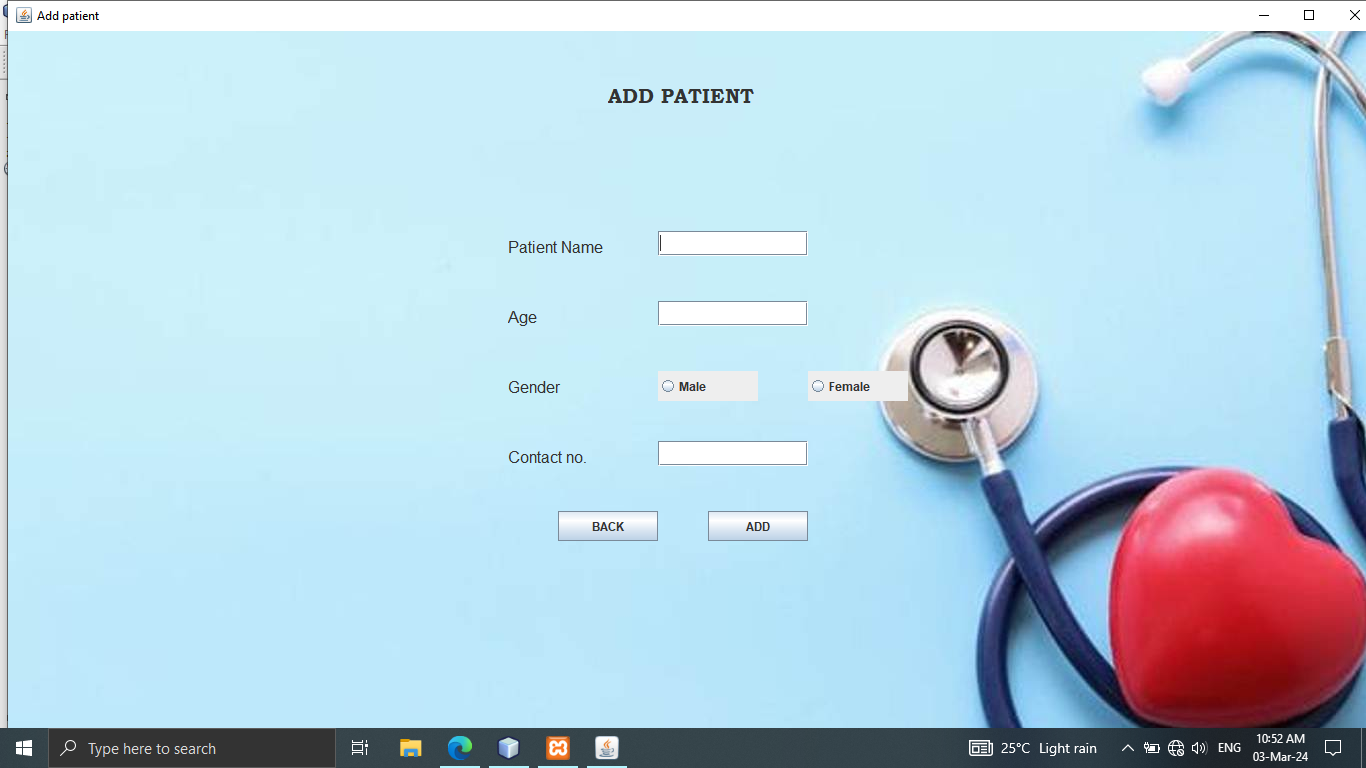 Add patient
ADD PATIENT
Patient Name
Age
Gender Male Female
Contact no.
BACK ADD
Type here to search
25°C Light rain
ENG
10:52 AM
03-Mar-24